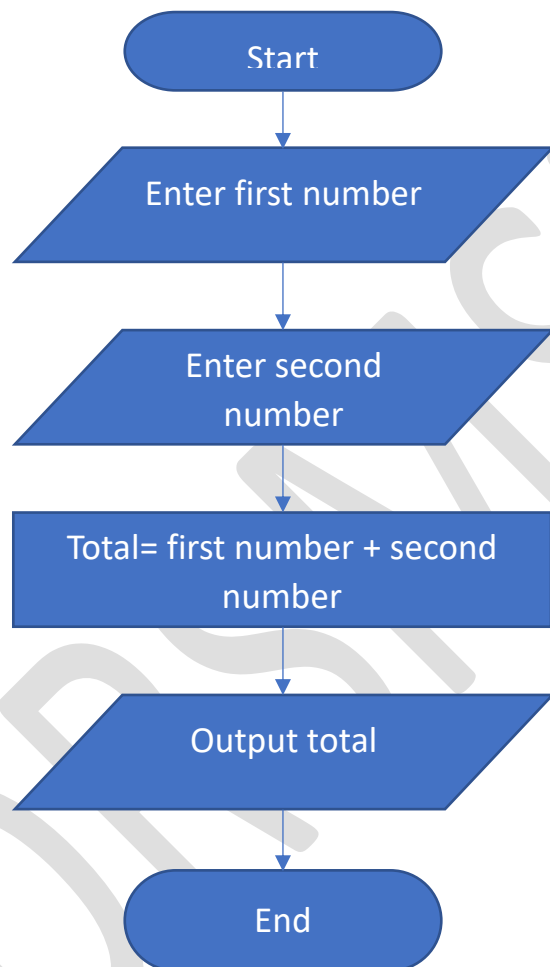 Start
Enter first number
Enter second
number
Total= first number + second
number
Output total
End